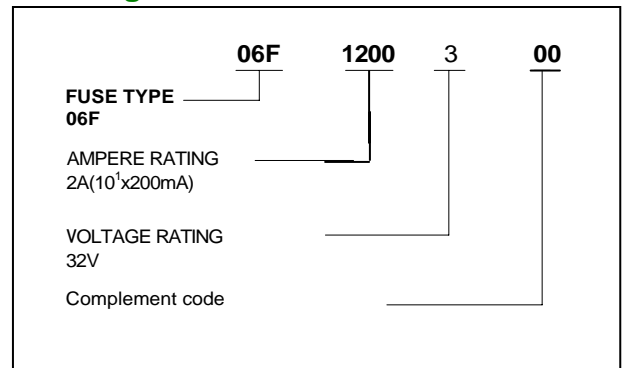 06F 1200 3 00
FUSE TYPE
06F
AMPERE RATING
2A(10¹x200mA)
VOLTAGE RATING
32V
Complement code